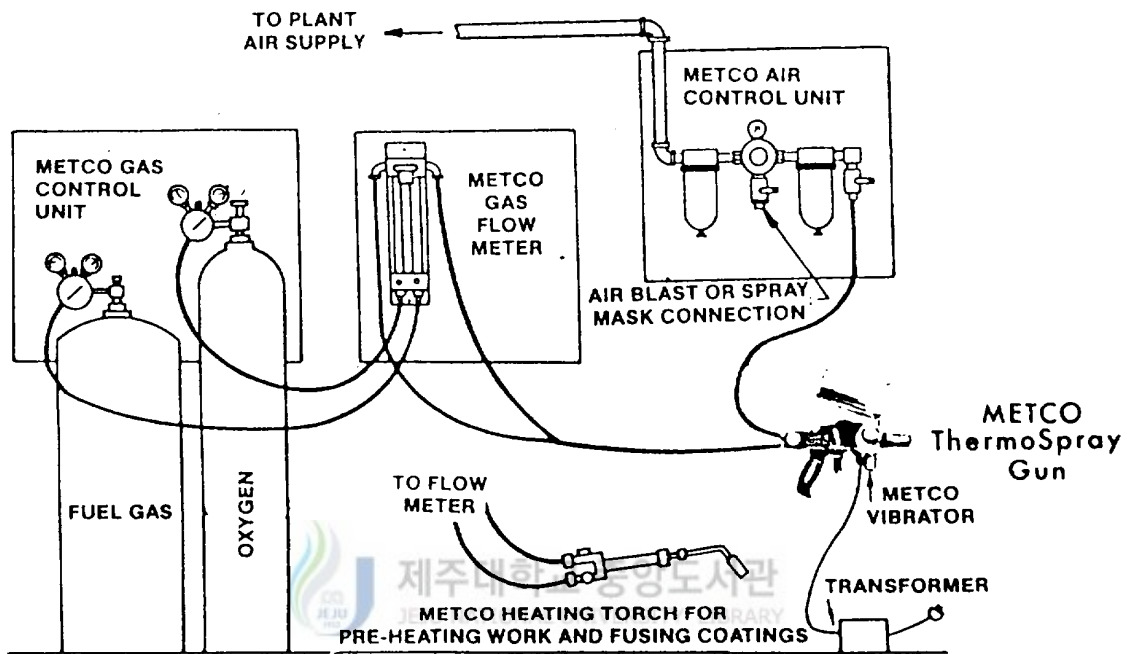 TO PLANT
AIR SUPPLY
METCO AIR
CONTROL UNIT
METCO GAS
CONTROL
UNIT
METCO
GAS
FLOW
METER
AIR BLAST OR SPRAY
MASK CONNECTION
METCO
ThermoSpray
Gun
METCO
VIBRATOR
FUEL GAS
OXYGEN
TO FLOW
METER
TRANSFORMER
제주대학교 중앙도서관
JEJU
METCO HEATING TORCH FOR
PRE-HEATING WORK AND FUSING COATINGS